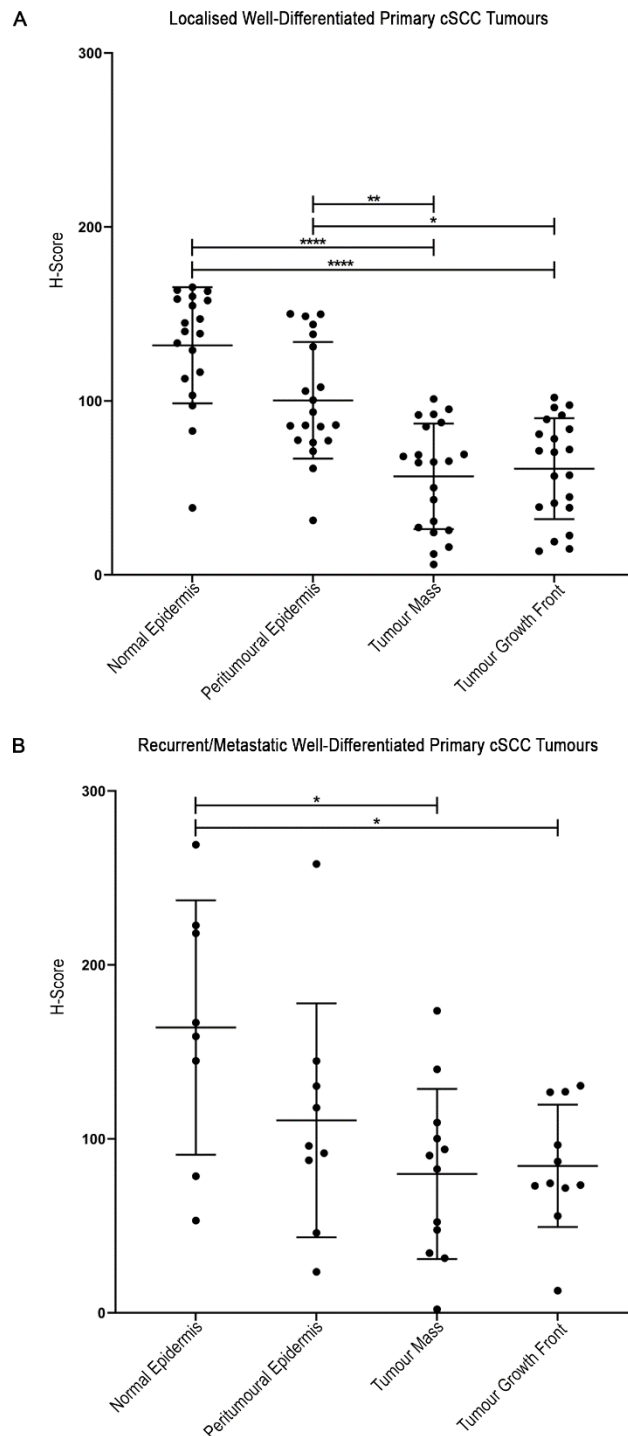 A
Localised Well-Differentiated Primary cSCC Tumours
300
200
100
0
H-Score
**
*
****
****
Normal Epidermis
Peritumoural Epidermis
Tumour Mass
Tumour Growth Front
B
Recurrent/Metastatic Well-Differentiated Primary cSCC Tumours
300
200
100
0
H-Score
*
*
Normal Epidermis
Peritumoural Epidermis
Tumour Mass
Tumour Growth Front